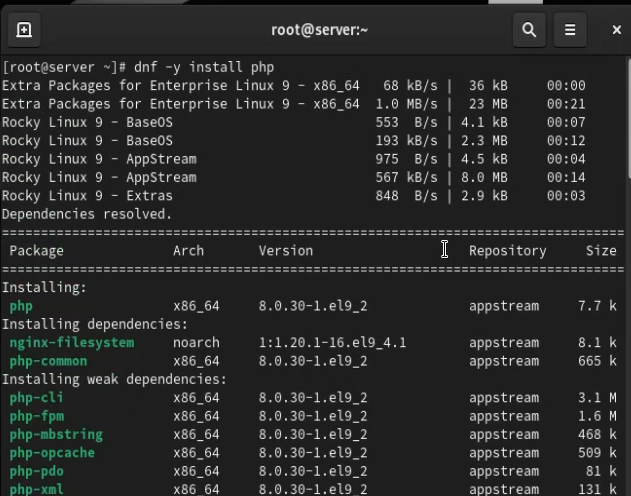 root@server:~
[root@server ~]# dnf -y install php
Extra Packages for Enterprise Linux 9 - x86_64   68 kB/s |  36 kB     00:00
Extra Packages for Enterprise Linux 9 - x86_64  1.0 MB/s |  23 MB     00:21
Rocky Linux 9 - BaseOS                          553  B/s | 4.1 kB     00:07
Rocky Linux 9 - BaseOS                          193 kB/s | 2.3 MB     00:12
Rocky Linux 9 - AppStream                       975  B/s | 4.5 kB     00:04
Rocky Linux 9 - AppStream                       567 kB/s | 8.0 MB     00:14
Rocky Linux 9 - Extras                          848  B/s | 2.9 kB     00:03
Dependencies resolved.
================================================================================
 Package              Arch       Version                    Repository     Size
================================================================================
Installing:
 php                  x86_64     8.0.30-1.el9_2             appstream     7.7 k
Installing dependencies:
 nginx-filesystem     noarch     1:1.20.1-16.el9_4.1        appstream     8.1 k
 php-common           x86_64     8.0.30-1.el9_2             appstream     665 k
Installing weak dependencies:
 php-cli              x86_64     8.0.30-1.el9_2             appstream     3.1 M
 php-fpm              x86_64     8.0.30-1.el9_2             appstream     1.6 M
 php-mbstring         x86_64     8.0.30-1.el9_2             appstream     468 k
 php-opcache          x86_64     8.0.30-1.el9_2             appstream     509 k
 php-pdo              x86_64     8.0.30-1.el9_2             appstream      81 k
 php-xml              x86_64     8.0.30-1.el9_2             appstream     131 k